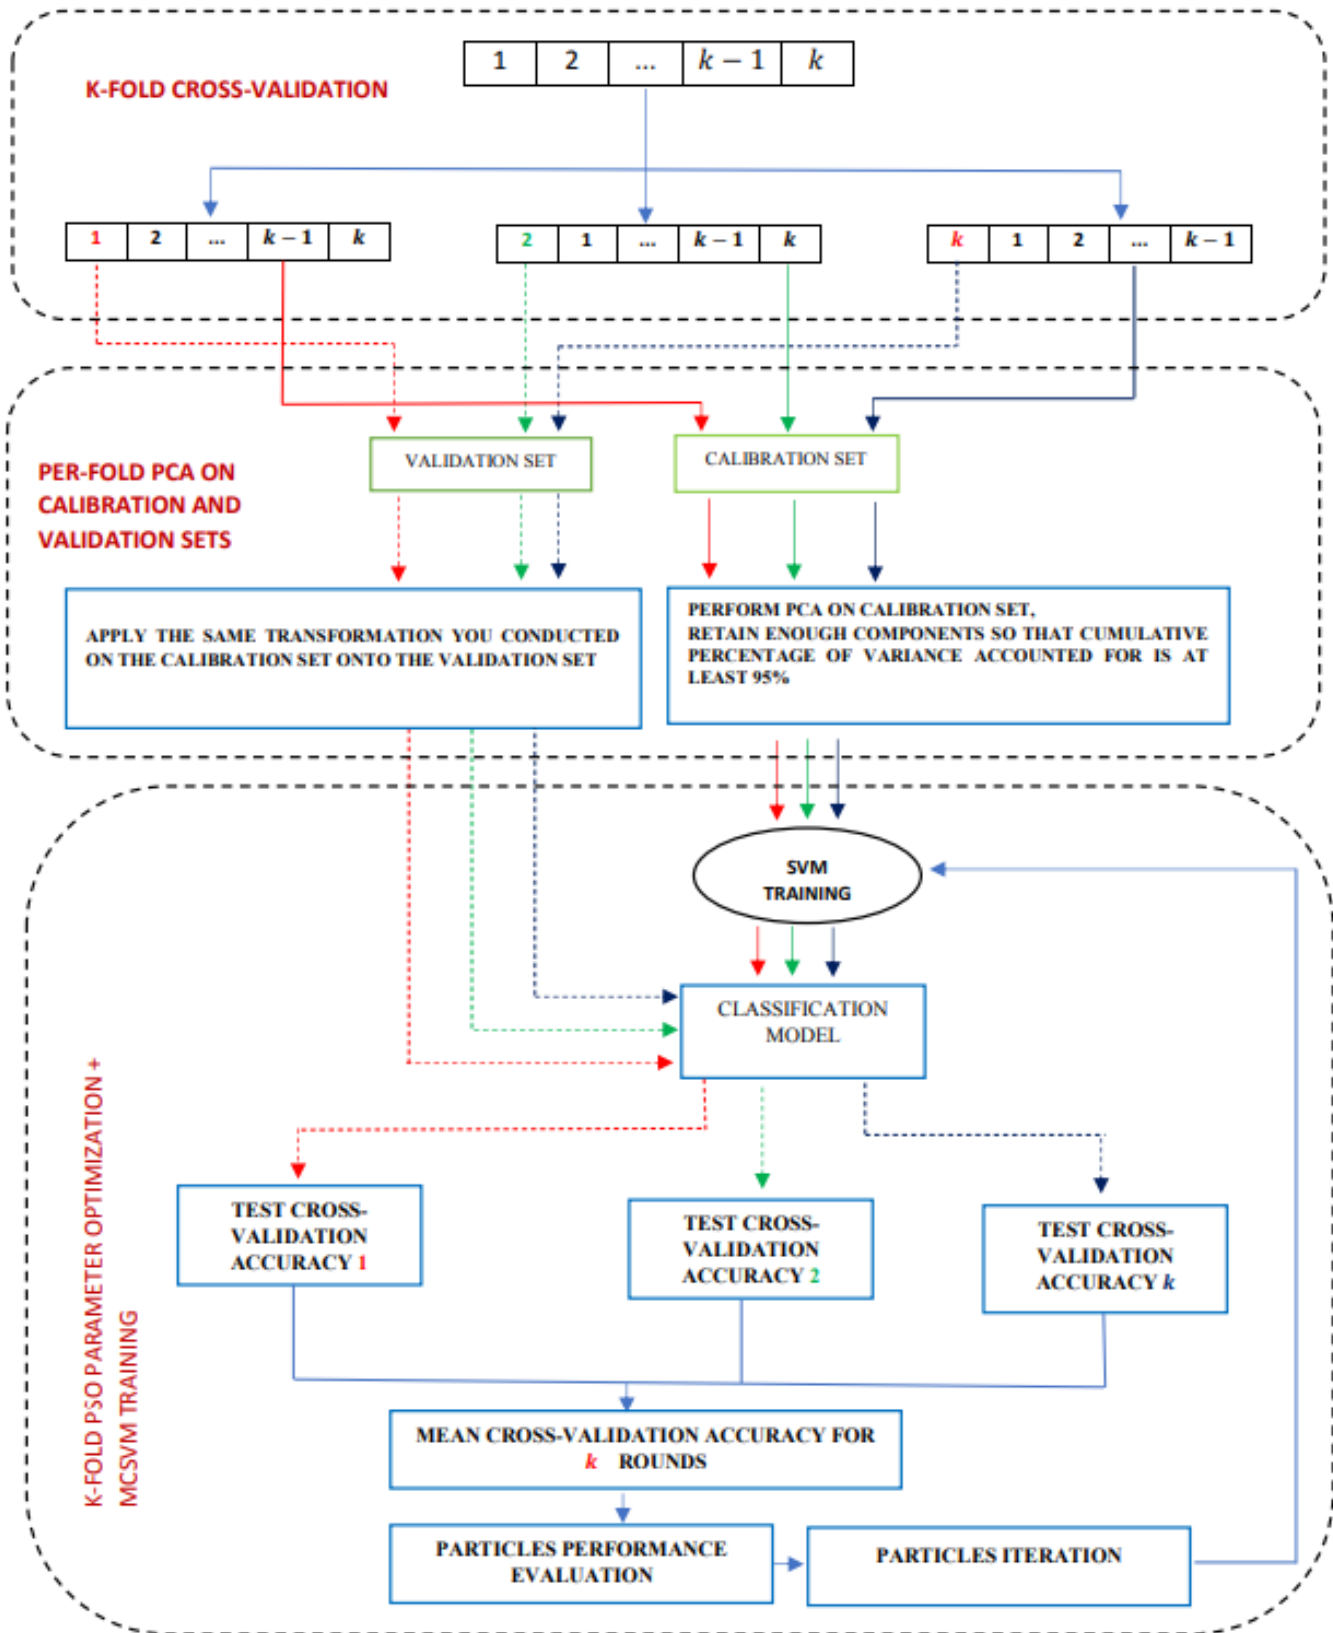 1 2 ... k − 1 k
K-FOLD CROSS-VALIDATION
1 2 ... k − 1 k
2 1 ... k − 1 k
k 1 2 ... k − 1
VALIDATION SET
CALIBRATION SET
PER-FOLD PCA ON
CALIBRATION AND
VALIDATION SETS
APPLY THE SAME TRANSFORMATION YOU CONDUCTED
ON THE CALIBRATION SET ONTO THE VALIDATION SET
PERFORM PCA ON CALIBRATION SET,
RETAIN ENOUGH COMPONENTS SO THAT CUMULATIVE
PERCENTAGE OF VARIANCE ACCOUNTED FOR IS AT
LEAST 95%
SVM
TRAINING
CLASSIFICATION
MODEL
K-FOLD PSO PARAMETER OPTIMIZATION +
MCSVM TRAINING
TEST CROSS-
VALIDATION
ACCURACY 1
TEST CROSS-
VALIDATION
ACCURACY 2
TEST CROSS-
VALIDATION
ACCURACY k
MEAN CROSS-VALIDATION ACCURACY FOR
k ROUNDS
PARTICLES PERFORMANCE
EVALUATION
PARTICLES ITERATION